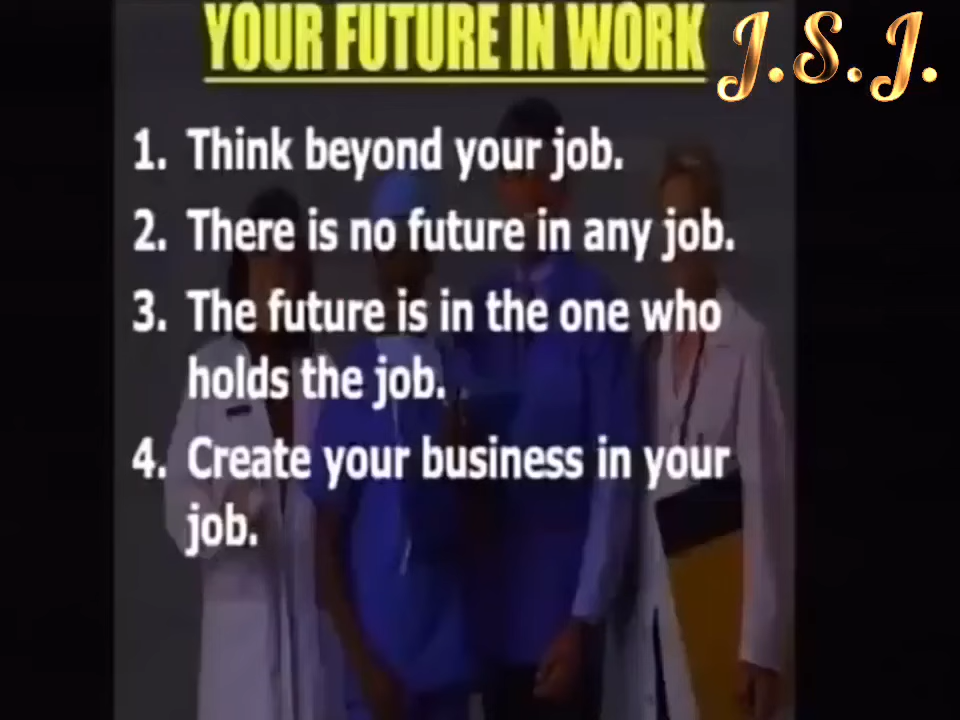 YOUR FUTURE IN WORK
J.S.J.
1. Think beyond your job.
2. There is no future in any job.
3. The future is in the one who
holds the job.
4. Create your business in your
job.